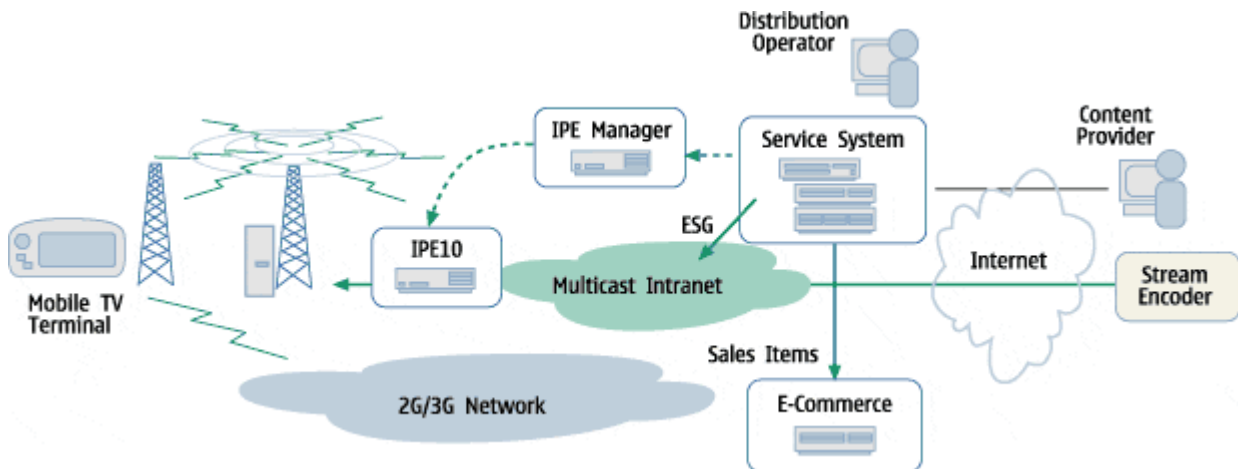 Distribution
Operator
IPE Manager
Service System
Content
Provider
ESG
IPE10
Multicast Intranet
Internet
Stream
Encoder
Mobile TV
Terminal
Sales Items
2G/3G Network
E-Commerce